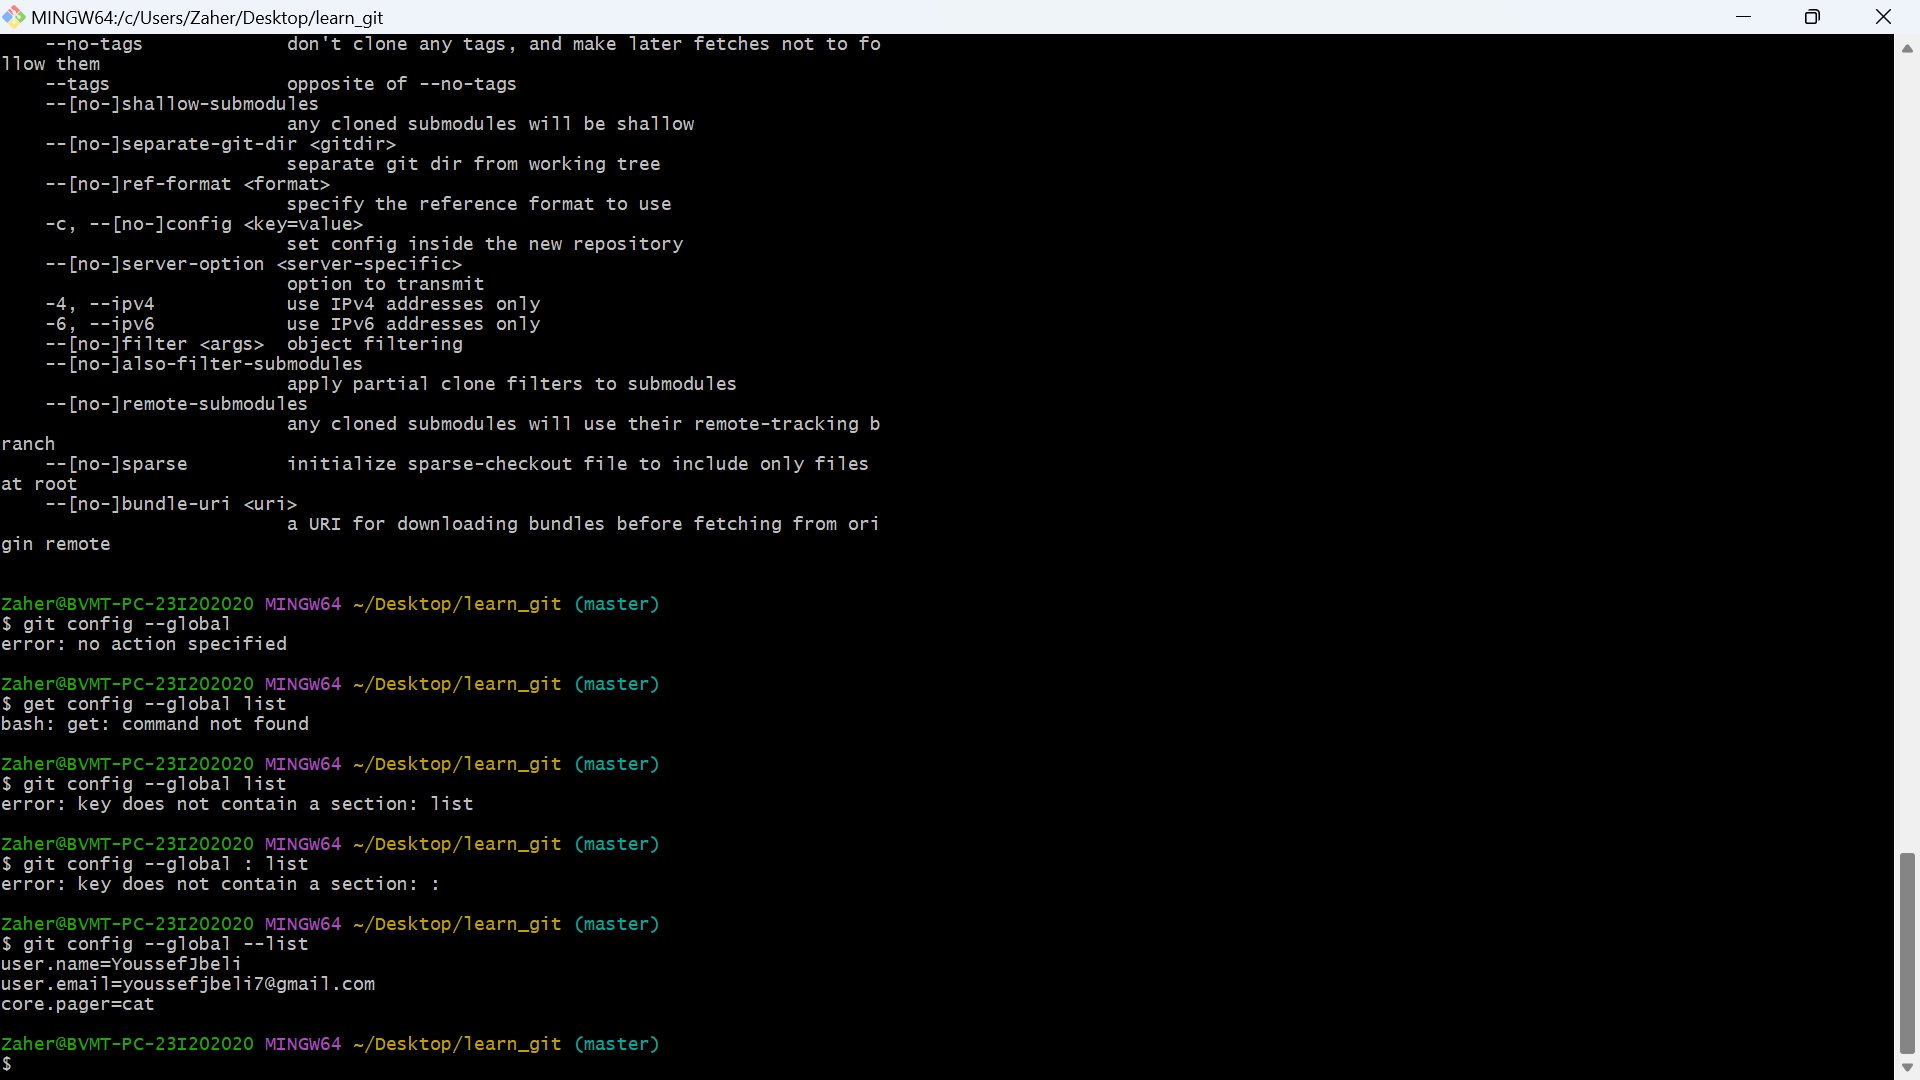 MINGW64:/c/Users/Zaher/Desktop/learn_git
--no-tags             don't clone any tags, and make later fetches not to fo
llow them
--tags                opposite of --no-tags
--[no-]shallow-submodules
any cloned submodules will be shallow
--[no-]separate-git-dir <gitdir>
separate git dir from working tree
--[no-]ref-format <format>
specify the reference format to use
-c, --[no-]config <key=value>
set config inside the new repository
--[no-]server-option <server-specific>
option to transmit
-4, --ipv4            use IPv4 addresses only
-6, --ipv6            use IPv6 addresses only
--[no-]filter <args>  object filtering
--[no-]also-filter-submodules
apply partial clone filters to submodules
--[no-]remote-submodules
any cloned submodules will use their remote-tracking b
ranch
--[no-]sparse         initialize sparse-checkout file to include only files
at root
--[no-]bundle-uri <uri>
a URI for downloading bundles before fetching from ori
gin remote
Zaher@BVMT-PC-23I202020 MINGW64 ~/Desktop/learn_git (master)
$ git config --global
error: no action specified
Zaher@BVMT-PC-23I202020 MINGW64 ~/Desktop/learn_git (master)
$ get config --global list
bash: get: command not found
Zaher@BVMT-PC-23I202020 MINGW64 ~/Desktop/learn_git (master)
$ git config --global list
error: key does not contain a section: list
Zaher@BVMT-PC-23I202020 MINGW64 ~/Desktop/learn_git (master)
$ git config --global : list
error: key does not contain a section: :
Zaher@BVMT-PC-23I202020 MINGW64 ~/Desktop/learn_git (master)
$ git config --global --list
user.name=YoussefJbeli
user.email=youssefjbeli7@gmail.com
core.pager=cat
Zaher@BVMT-PC-23I202020 MINGW64 ~/Desktop/learn_git (master)
$